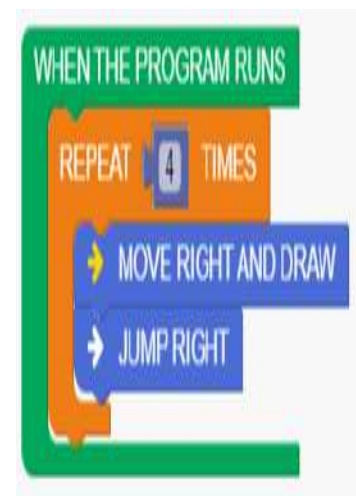 WHEN THE PROGRAM RUNS
REPEAT 4 TIMES
MOVE RIGHT AND DRAW
JUMP RIGHT